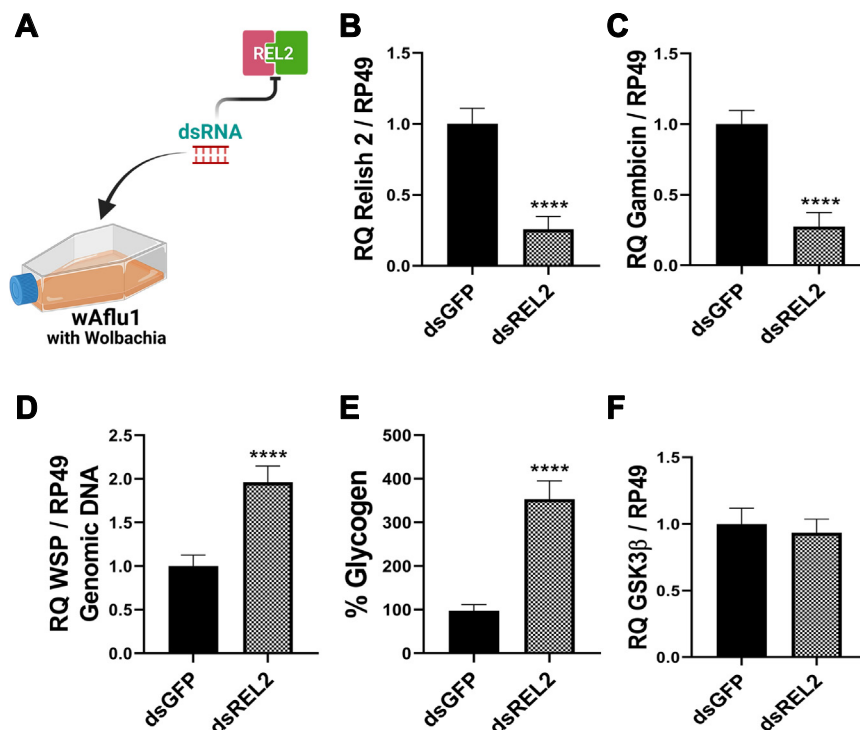 A
REL2
dsRNA
wAflu1
with Wolbachia
B
RQ Relish 2 / RP49
1.5
1.0
0.5
0.0
****
dsGFP
dsREL2
C
RQ Gambicin / RP49
1.5
1.0
0.5
0.0
****
dsGFP
dsREL2
D
RQ WSP / RP49
Genomic DNA
2.5
2.0
1.5
1.0
0.5
0.0
****
dsGFP
dsREL2
E
% Glycogen
500
400
300
200
100
0
****
dsGFP
dsREL2
F
RQ GSK3β / RP49
1.5
1.0
0.5
0.0
dsGFP
dsREL2